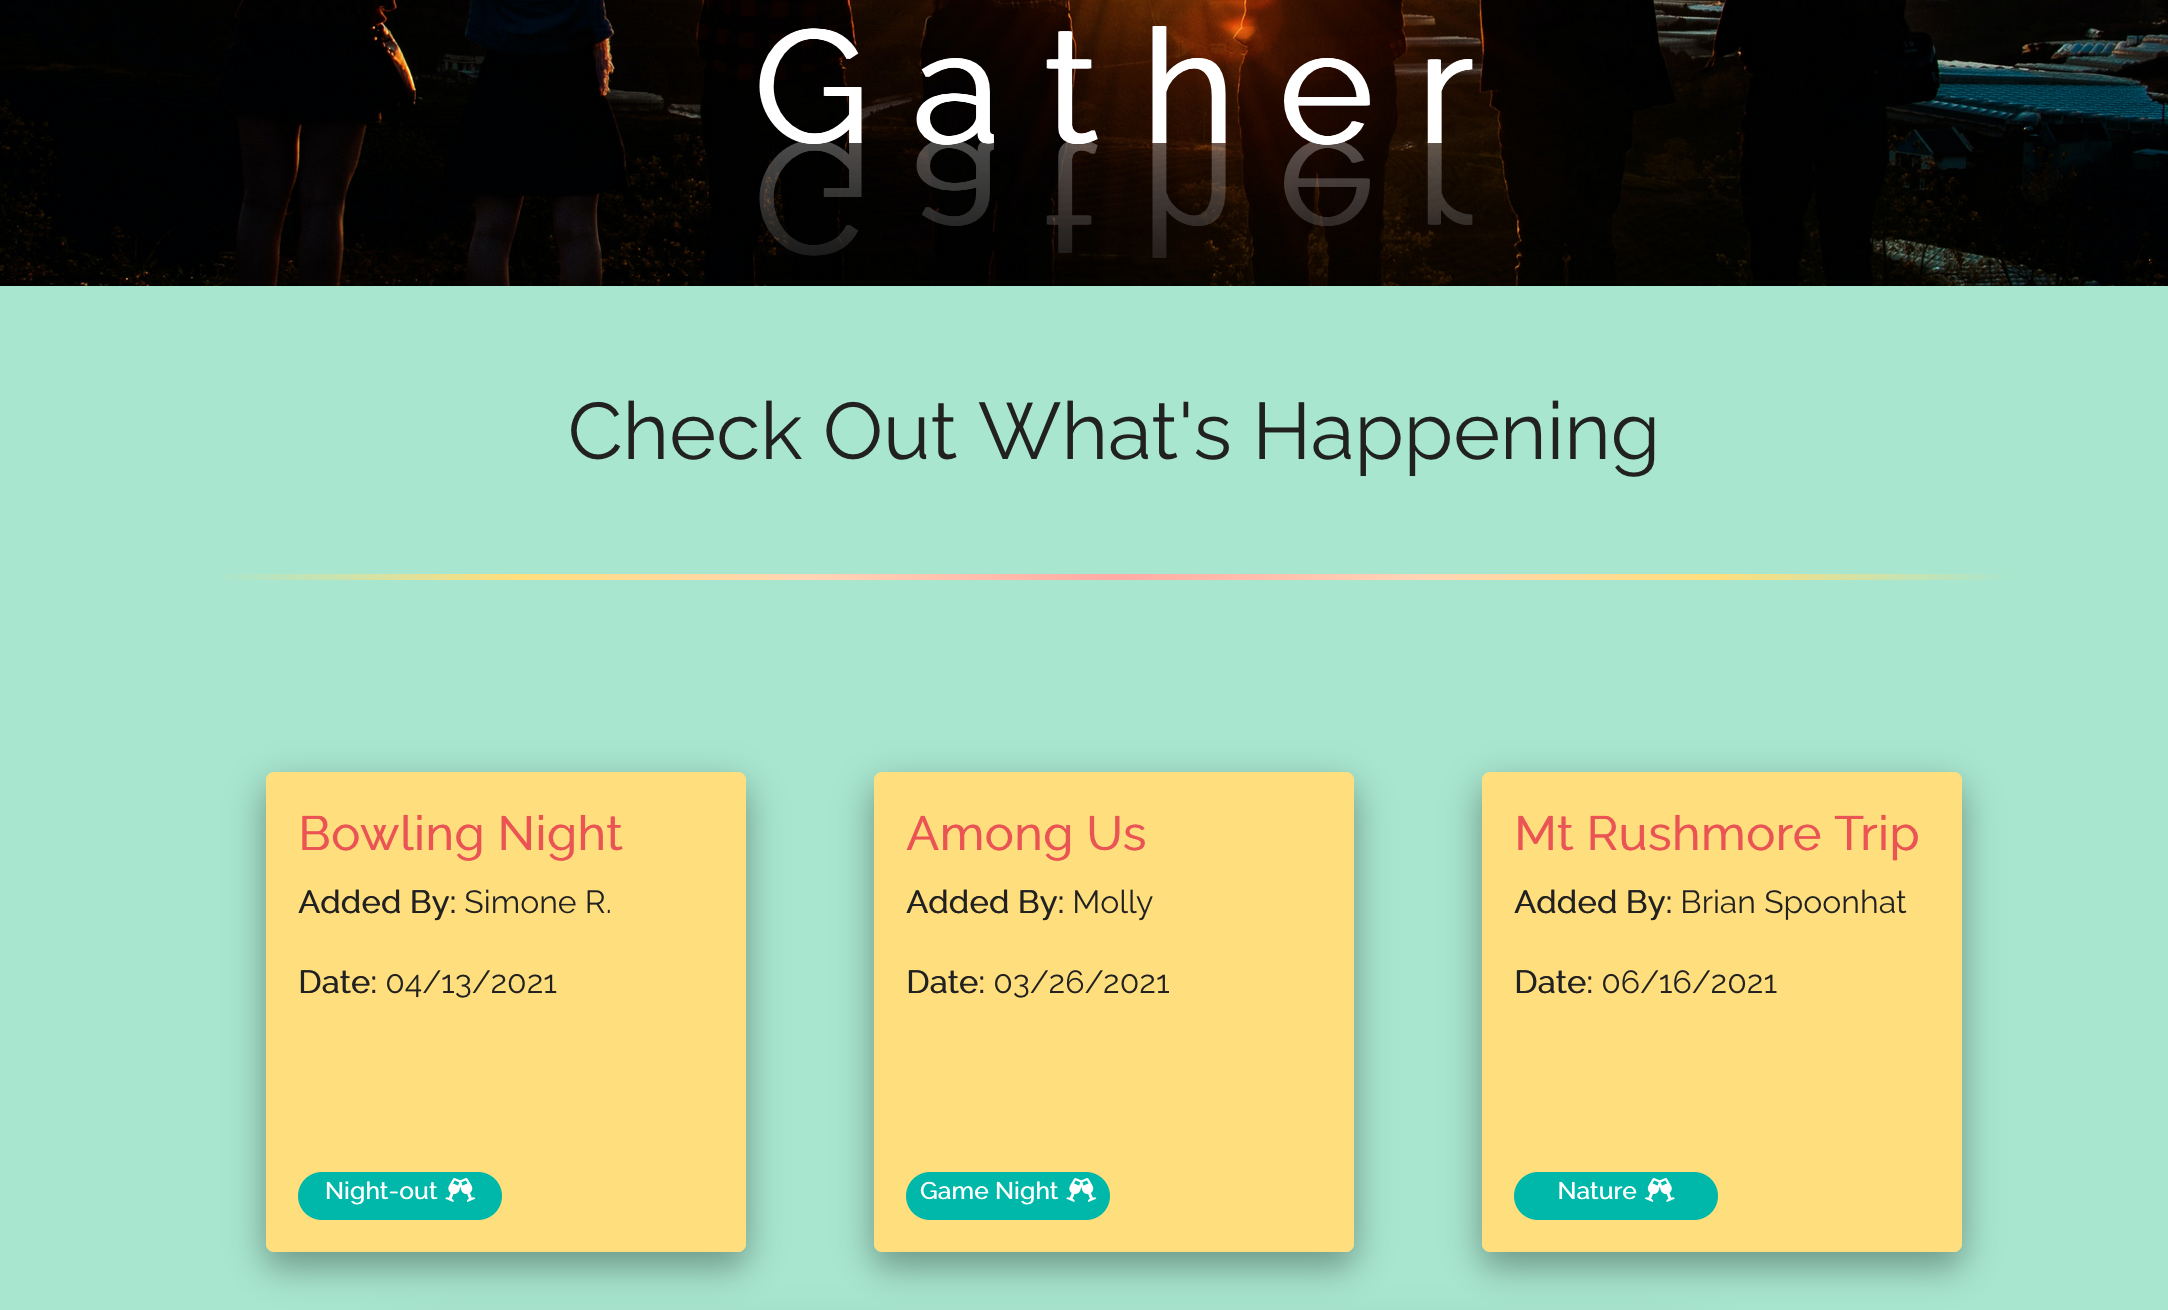 Gather
Check Out What's Happening
Bowling Night
Added By: Simone R.
Date: 04/13/2021
Night-out
Among Us
Added By: Molly
Date: 03/26/2021
Game Night
Mt Rushmore Trip
Added By: Brian Spoonhat
Date: 06/16/2021
Nature